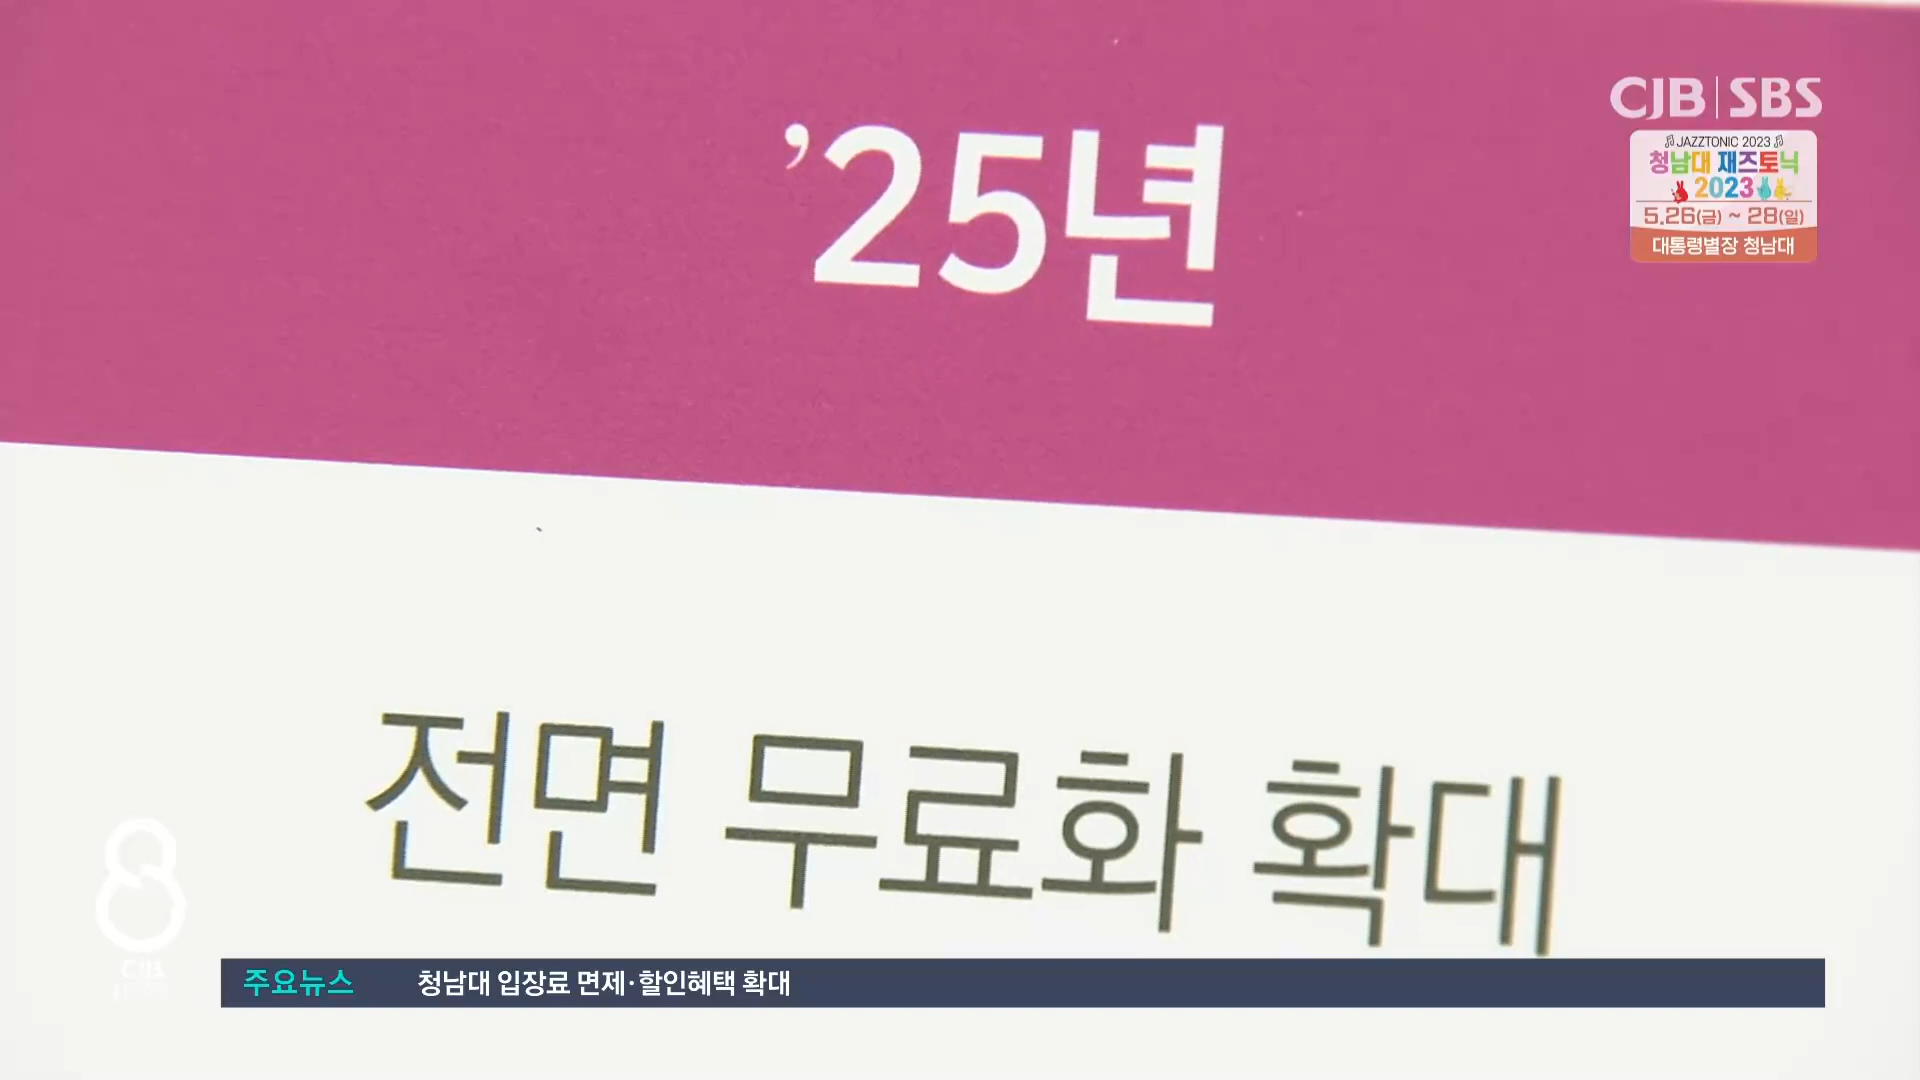 ’25년
전면 무료화 확대
CJB SBS
JAZZTONIC 2023
청남대 재즈토닉
2023
5.26(금) ~ 28(일)
대통령별장 청남대
8
주요뉴스 청남대 입장료 면제·할인혜택 확대